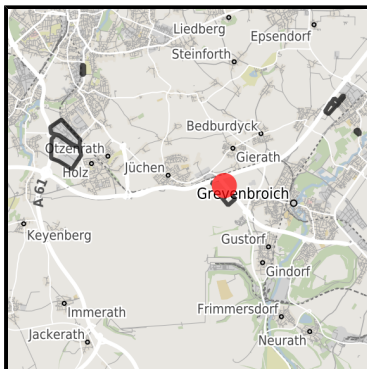 Liedberg
Epsendorf
Steinforth
Bedburdyck
Otzenrath
Holz
Jüchen
Gierath
A 61
Grevenbroich
Keyenberg
Gustorf
Gindorf
Immerath
Frimmersdorf
Jackerath
Neurath